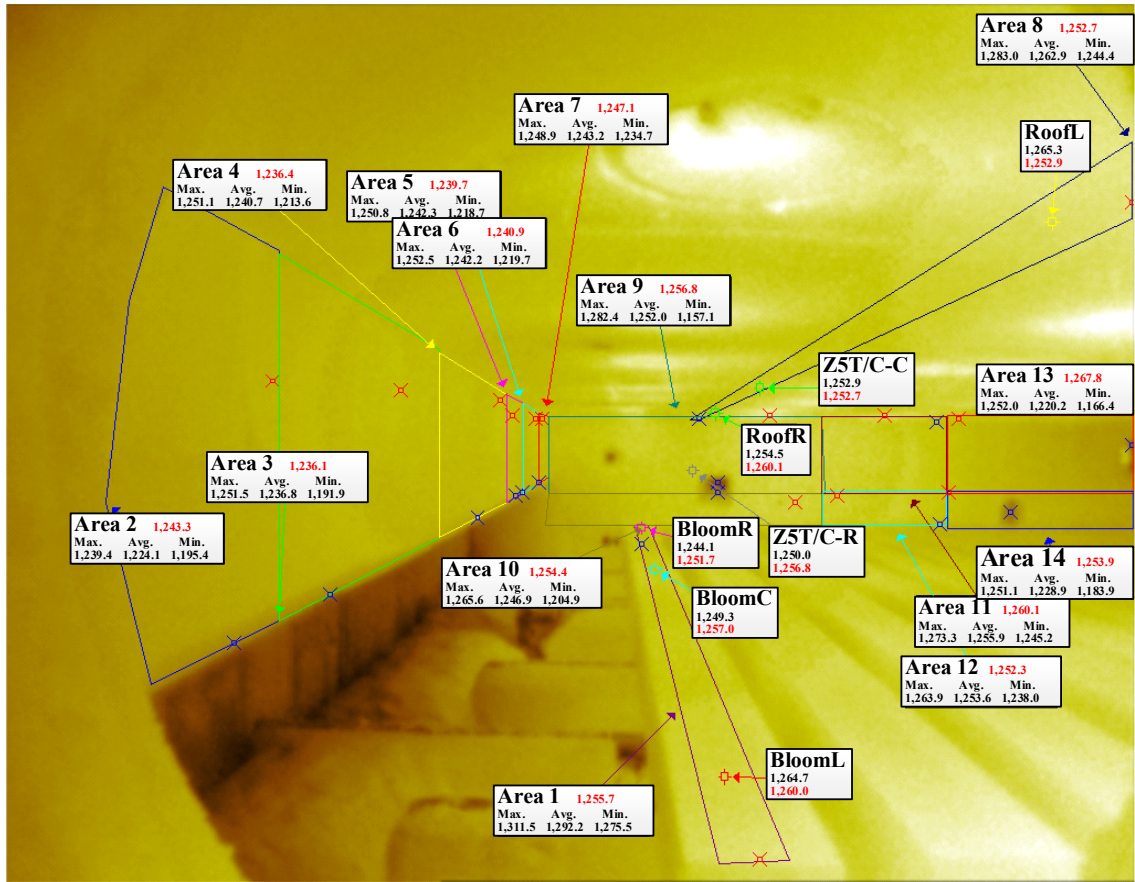 Area 8 1,252.7
Max. Avg. Min.
1,283.0 1,262.9 1,244.4
Area 7 1,247.1
Max. Avg. Min.
1,248.9 1,243.2 1,234.7
RoofL
1,265.3
1,252.9
Area 4 1,236.4
Max. Avg. Min.
1,251.1 1,240.7 1,213.6
Area 5 1,239.7
Max. Avg. Min.
1,250.8 1,242.3 1,218.7
Area 6 1,240.9
Max. Avg. Min.
1,252.5 1,242.2 1,219.7
Area 9 1,256.8
Max. Avg. Min.
1,282.4 1,252.0 1,157.1
Z5T/C-C
1,252.9
1,252.7
Area 13 1,267.8
Max. Avg. Min.
1,252.0 1,220.2 1,166.4
RoofR
1,254.5
1,260.1
Area 3 1,236.1
Max. Avg. Min.
1,251.5 1,236.8 1,191.9
Area 2 1,243.3
Max. Avg. Min.
1,239.4 1,224.1 1,195.4
BloomR
1,244.1
1,251.7
Z5T/C-R
1,250.0
1,256.8
Area 14 1,253.9
Max. Avg. Min.
1,251.1 1,228.9 1,183.9
Area 10 1,254.4
Max. Avg. Min.
1,265.6 1,246.9 1,204.9
BloomC
1,249.3
1,257.0
Area 11 1,260.1
Max. Avg. Min.
1,273.3 1,255.9 1,245.2
Area 12 1,252.3
Max. Avg. Min.
1,263.9 1,253.6 1,238.0
BloomL
1,264.7
1,260.0
Area 1 1,255.7
Max. Avg. Min.
1,311.5 1,292.2 1,275.5